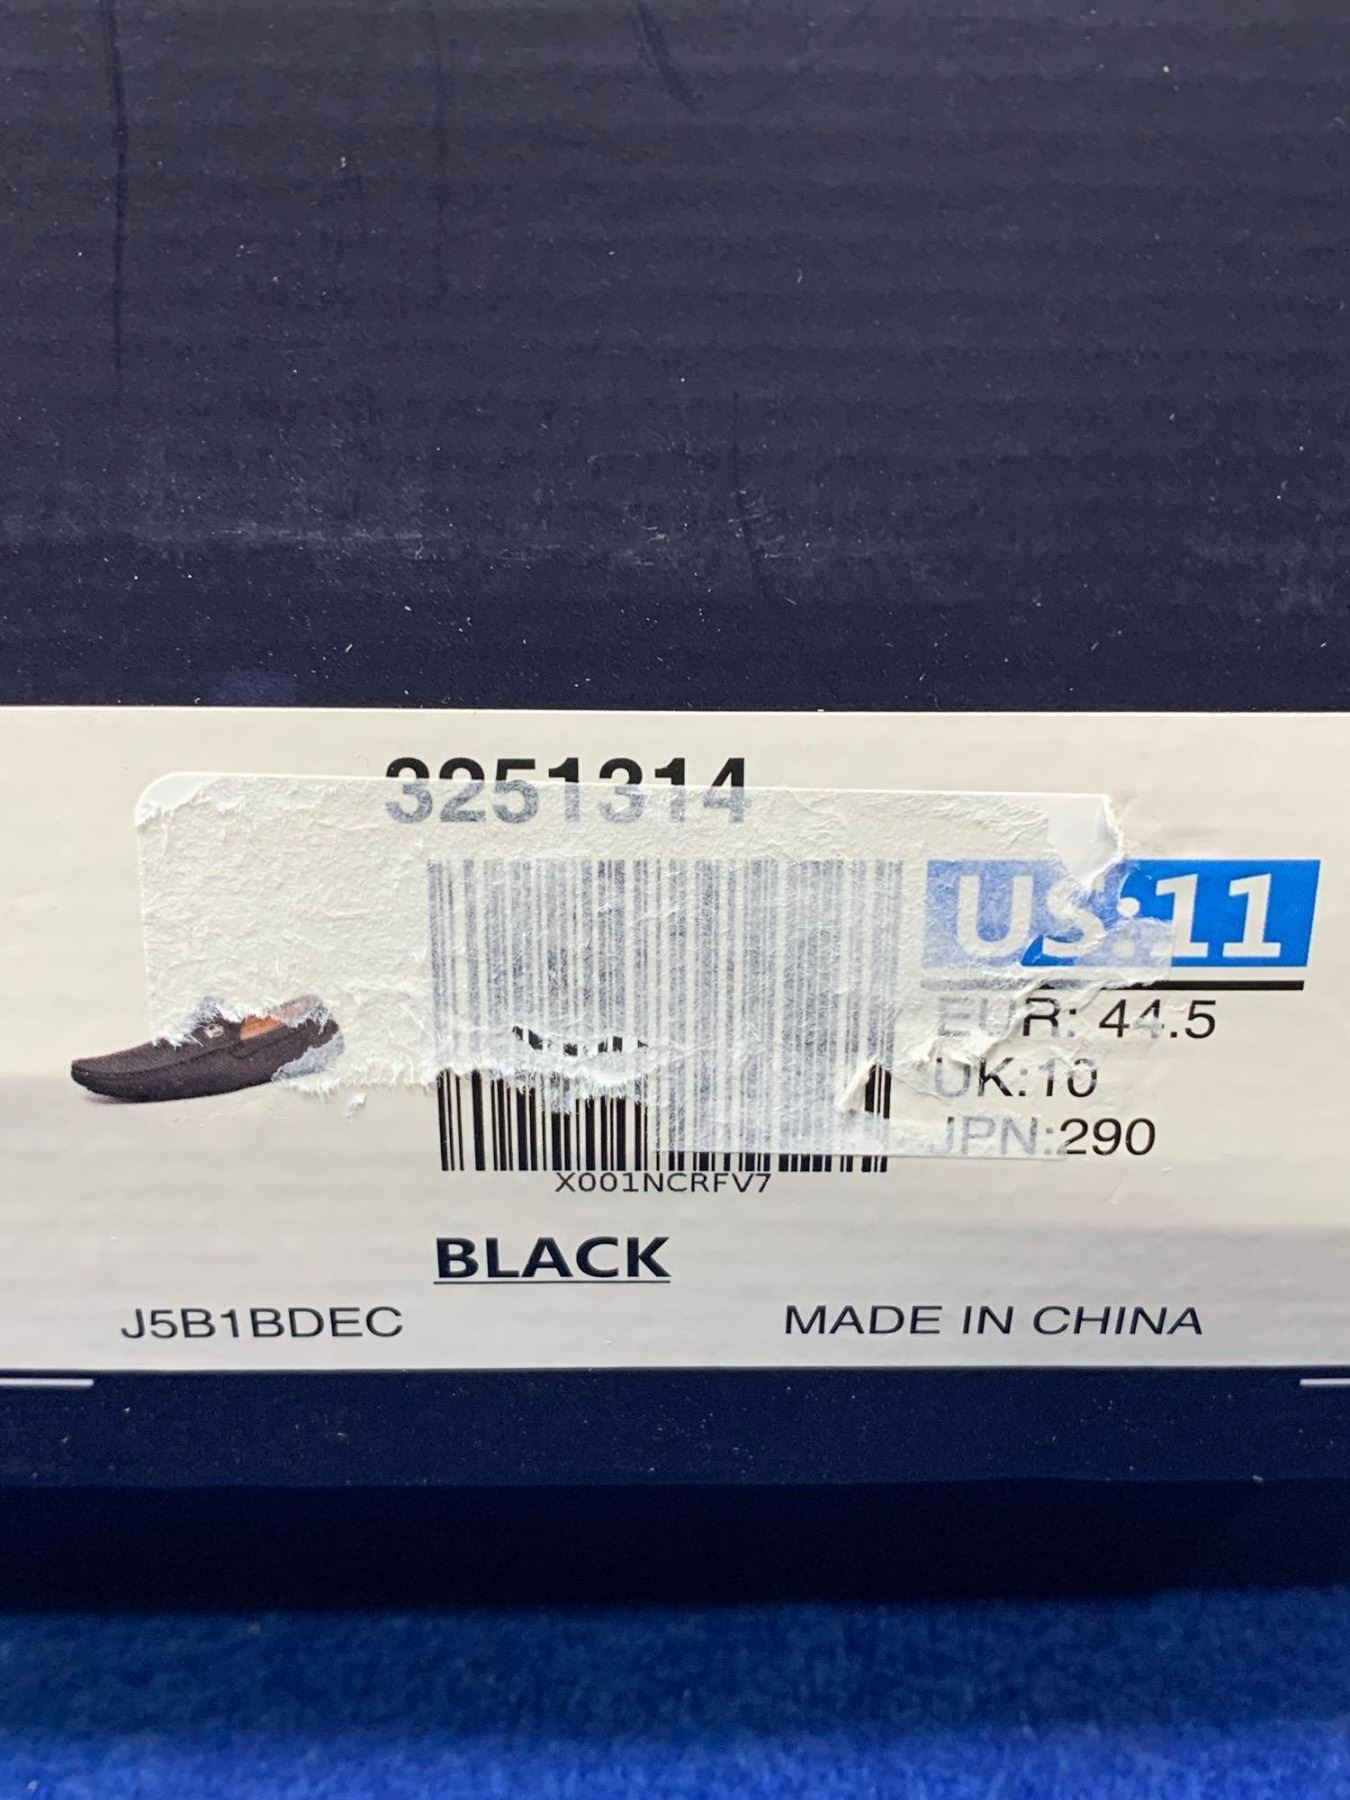 3251314
US:11
EUR: 44.5
UK:10
JPN:290
X001NCRFV7
BLACK
J5B1BDEC
MADE IN CHINA